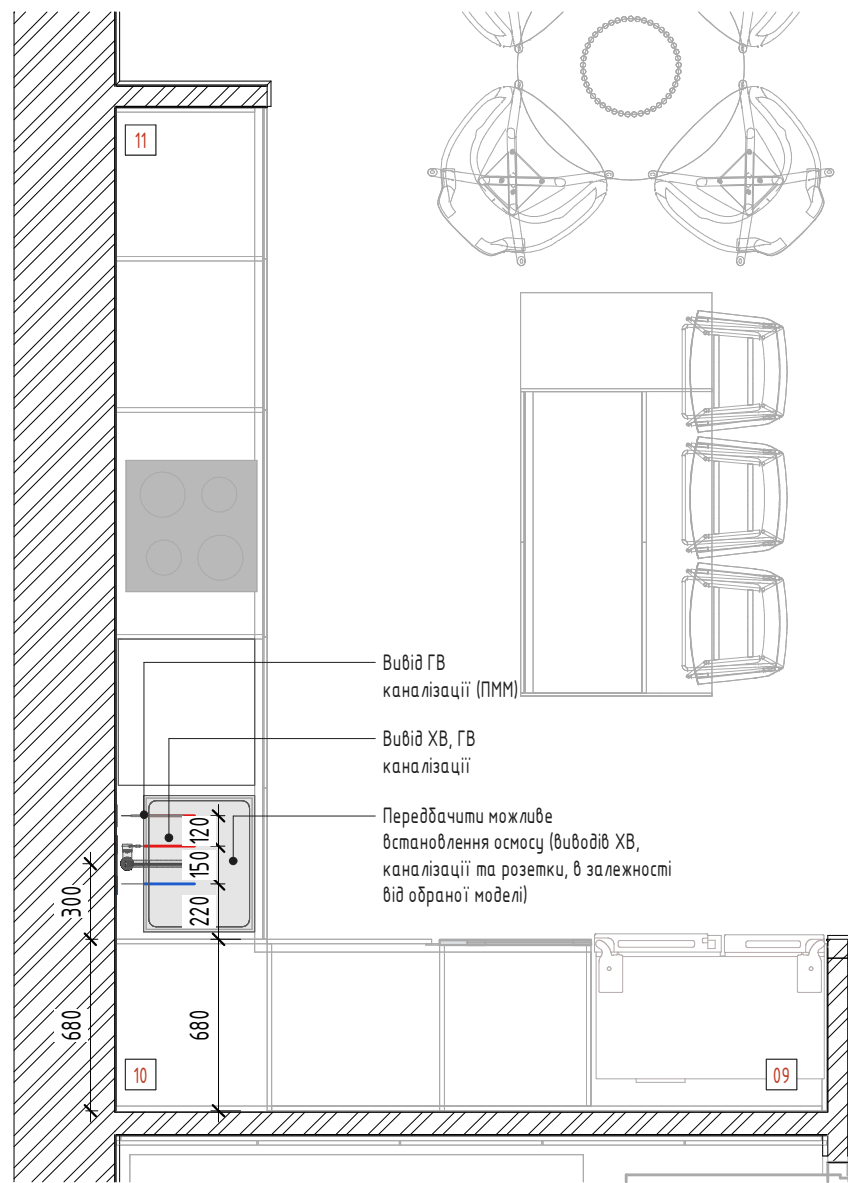 11
Вивід ГВ
каналізації (ПММ)
Вивід ХВ, ГВ
каналізації
Передбачити можливе
встановлення осмосу (виводів ХВ,
каналізації та розетки, в залежності
від обраної моделі)
120
150
220
300
680
680
10
09